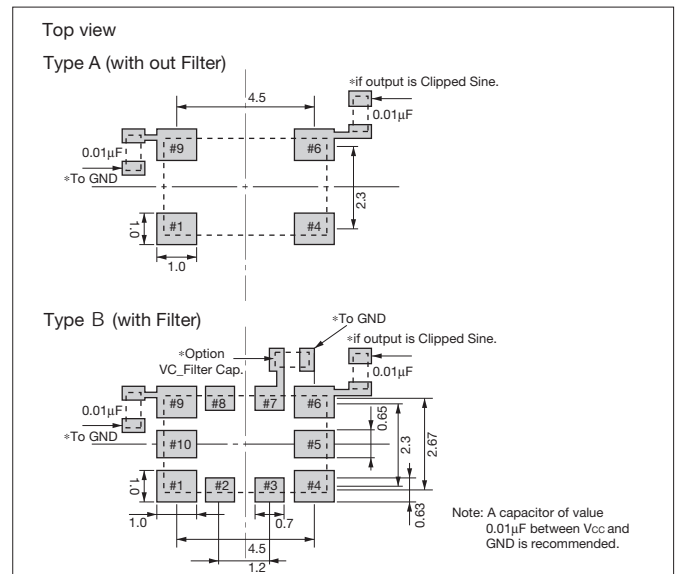 Top view
Type A (with out Filter)
*if output is Clipped Sine.
4.5
0.01μF
#9
#6
0.01μF
*To GND
2.3
#1
#4
1.0
1.0
Type B (with Filter)
*To GND
*if output is Clipped Sine.
*Option
VC_Filter Cap.
0.01μF
#9
#8
#7
#6
0.01μF
*To GND
0.65
2.3
2.67
#10
#5
#1
#2
#3
#4
1.0
1.0
0.7
0.63
4.5
1.2
Note: A capacitor of value
0.01μF between Vcc and
GND is recommended.